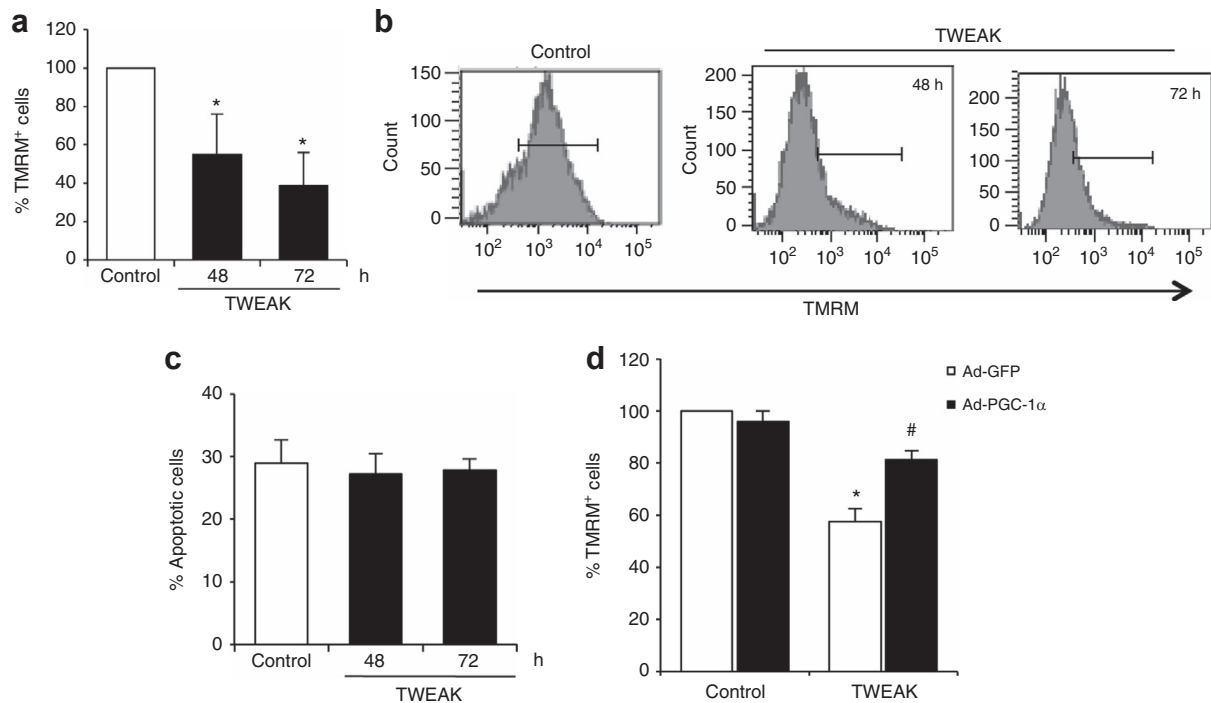 a
120
100
80
60
40
20
0
% TMRM⁺ cells
*
*
Control
48
72
h
TWEAK
b
Control
TWEAK
Count
150
100
50
0
10² 10³ 10⁴ 10⁵
48 h
Count
200
150
100
50
0
10² 10³ 10⁴ 10⁵
72 h
200
150
100
50
0
10² 10³ 10⁴ 10⁵
TMRM
c
40
30
20
10
0
% Apoptotic cells
Control
48
72
h
TWEAK
d
120
100
80
60
40
20
0
% TMRM⁺ cells
Ad-GFP
Ad-PGC-1α
*
#
Control
TWEAK